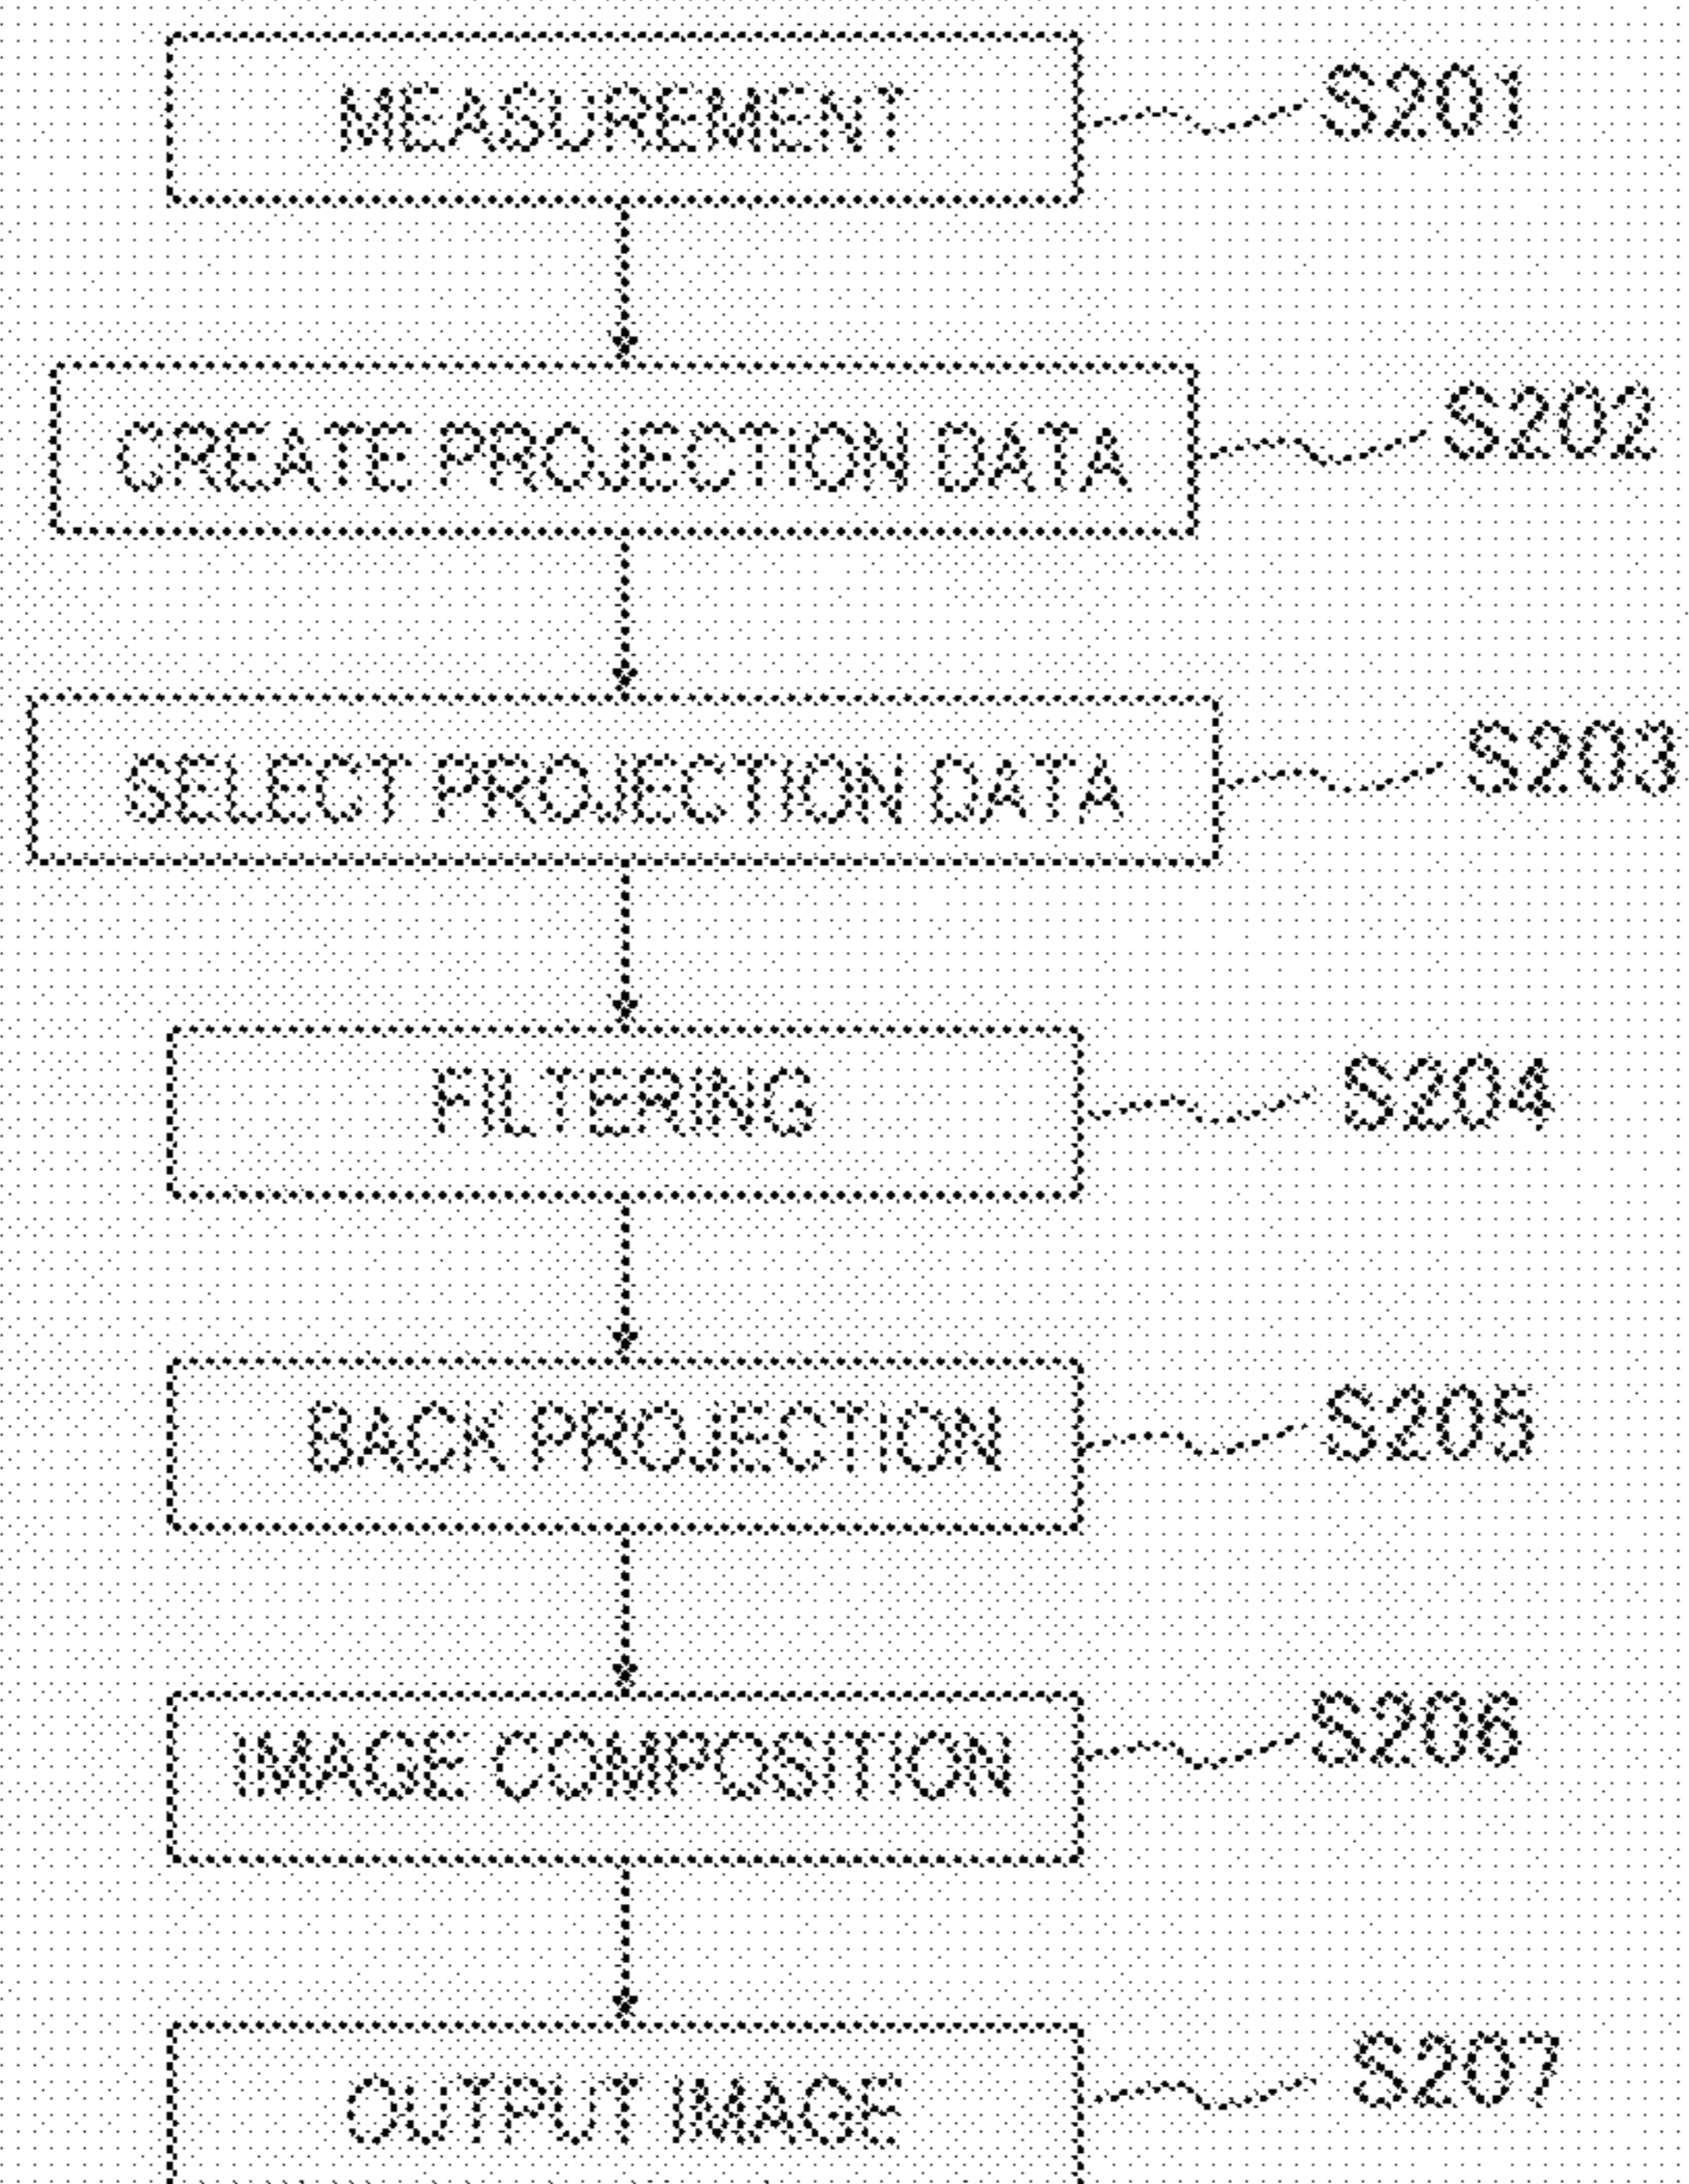 MEASUREMENT S201
CREATE PROJECTION DATA S202
SELECT PROJECTION DATA S203
FILTERING S204
BACK PROJECTION S205
IMAGE COMPOSITION S206
OUTPUT IMAGE S207